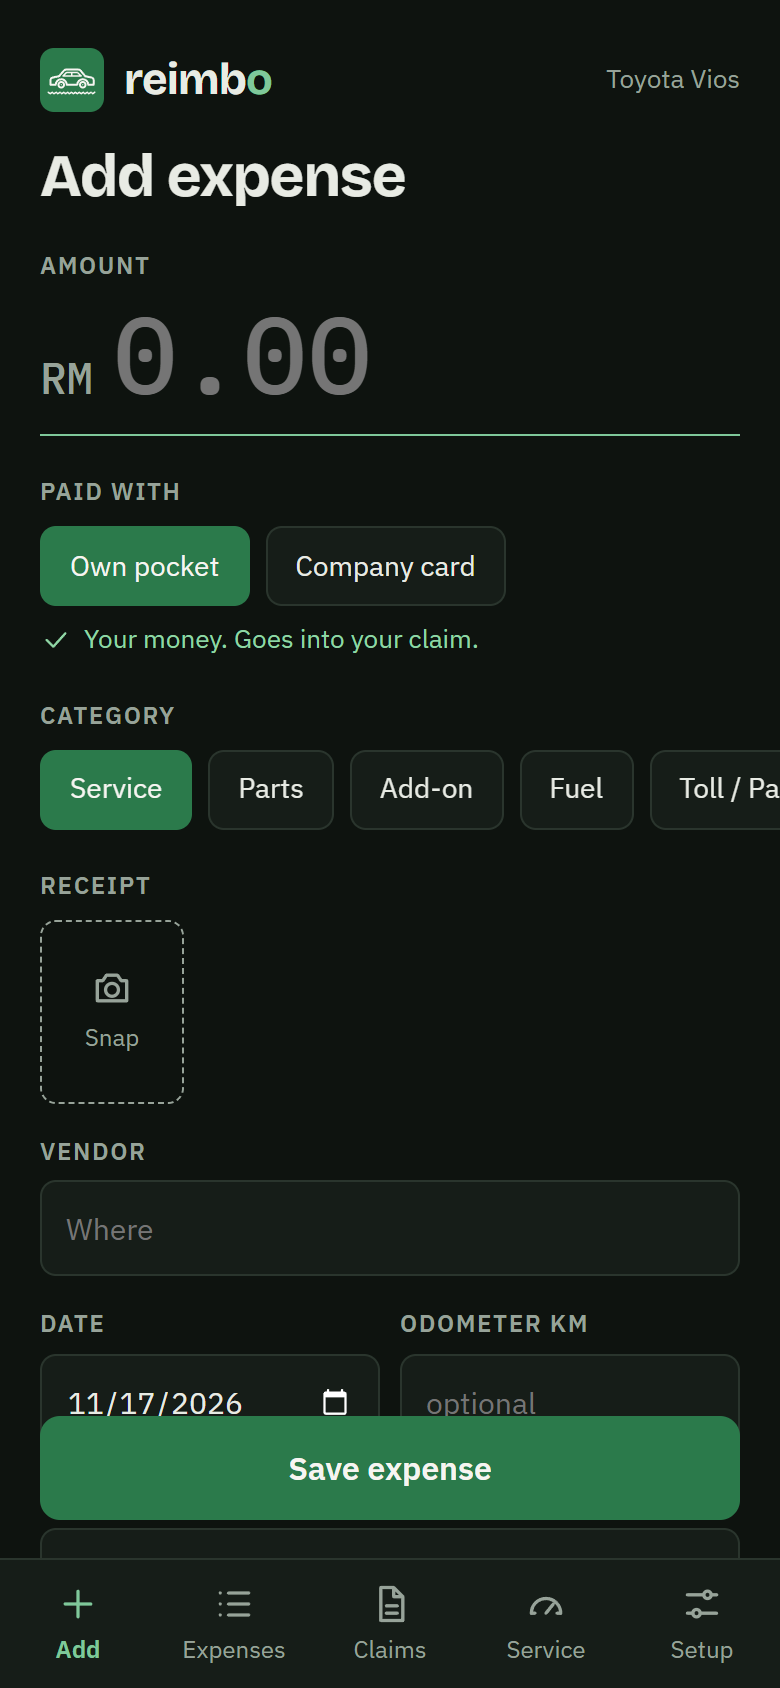 reimbo
Toyota Vios
Add expense
AMOUNT
RM 0.00
PAID WITH
Own pocket
Company card
Your money. Goes into your claim.
CATEGORY
Service
Parts
Add-on
Fuel
Toll / Pa
RECEIPT
Snap
VENDOR
Where
DATE
ODOMETER KM
11/17/2026
optional
Save expense
Add
Expenses
Claims
Service
Setup